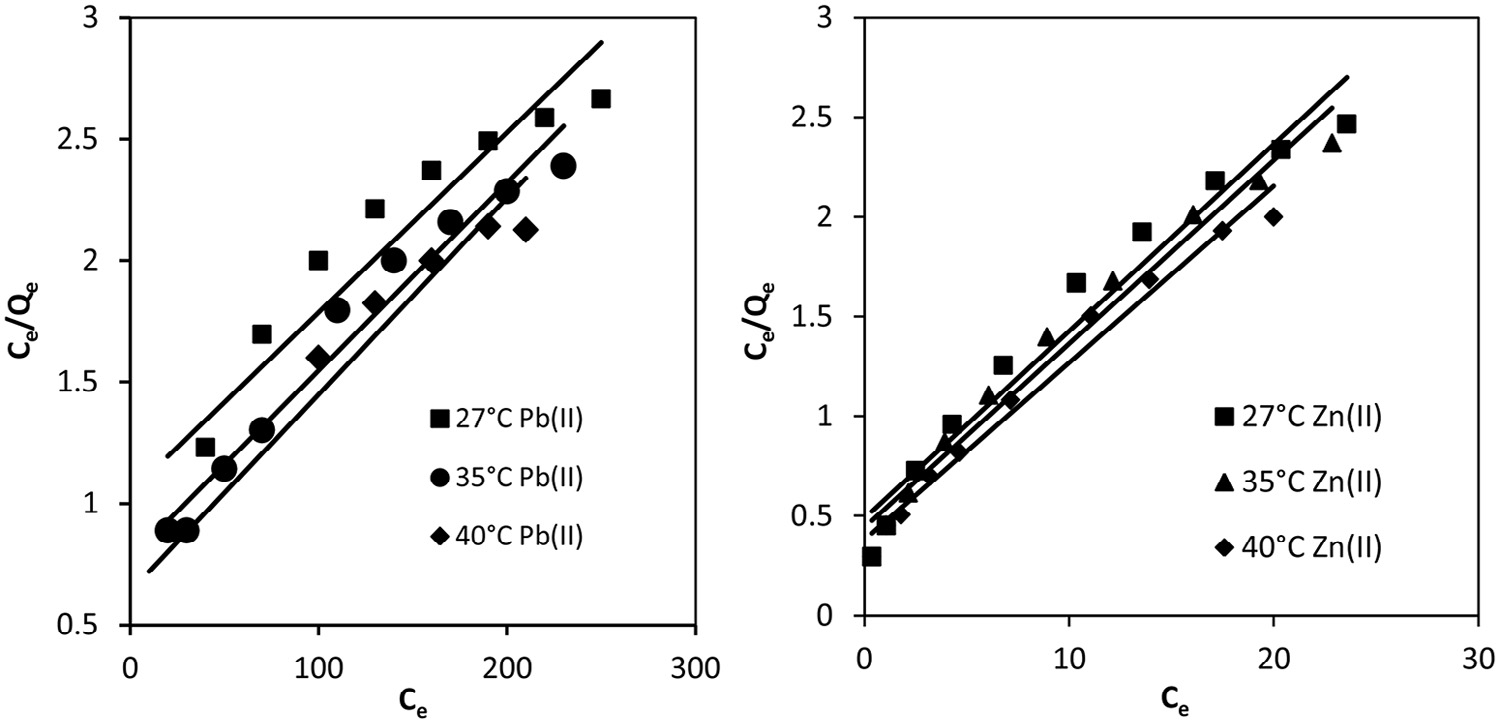 3
2.5
2
1.5
1
0.5
0
100
200
300
Ce/Qe
Ce
27°C Pb(II)
35°C Pb(II)
40°C Pb(II)
3
2.5
2
1.5
1
0.5
0
0
10
20
30
Ce/Qe
Ce
27°C Zn(II)
35°C Zn(II)
40°C Zn(II)